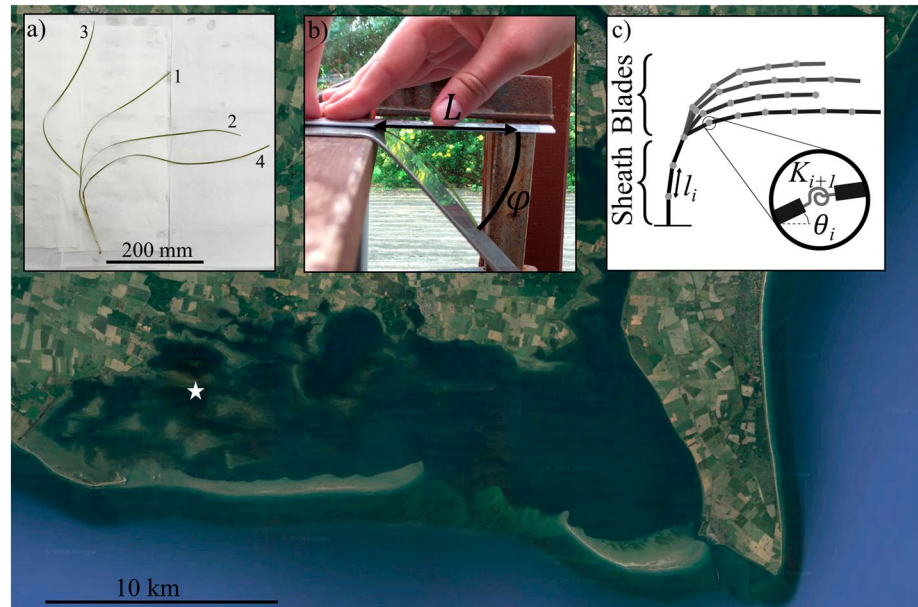 a)
3
1
2
4
200 mm
b)
L
φ
c)
Sheath Blades
l_i
K_{i+1}
θ_i
10 km